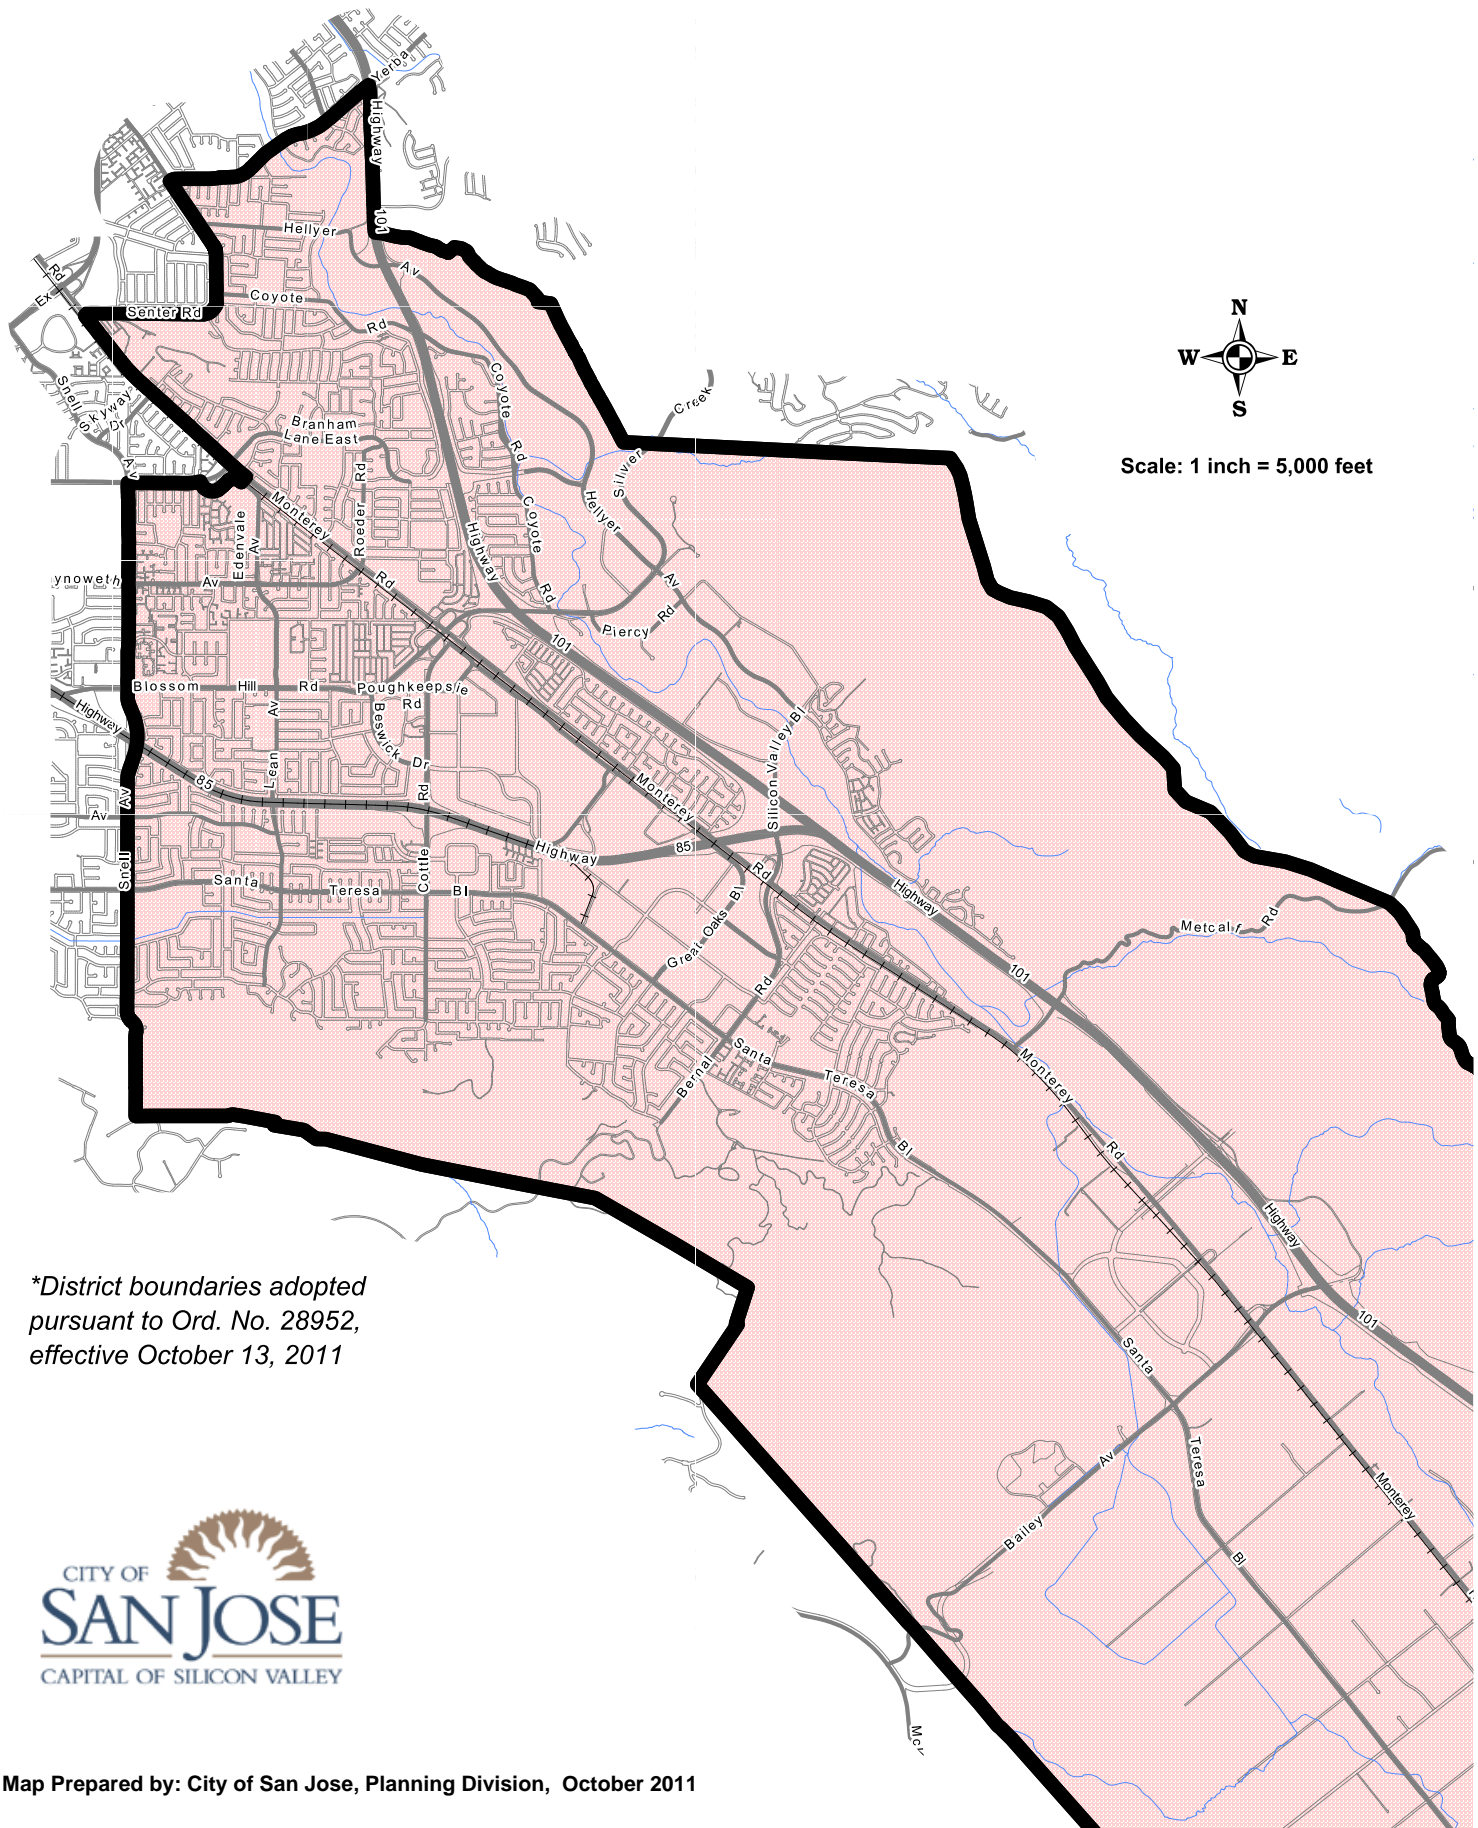 Yerba
Highway
101
Hellyer
Av
Rd
Ex
Senter Rd
Coyote
Rd
Snell
Skyway
Dr
Av
Coyote
Rd
Creek
Silver
Branham
Lane East
Roeder Rd
Monterey
Rd
Edenvale
Av
Highway
Coyote
Rd
Hellyer
Av
ynoweth
Av
Piercy Rd
101
Blossom Hill Rd
Poughkeepsie
Rd
Highway
85
Av
Lean
Beswick
Dr
Rd
Cottle
Silicon Valley Bl
Monterey
Rd
Av
Snell
Av
Highway
85
Santa Teresa Bl
Great Oaks Bl
Highway
101
Metcalf Rd
Bernal
Rd
Santa
Teresa
Bl
Monterey
Rd
Highway
101
Santa
Teresa
Bl
Bailey
Av
Monterey
N
W E
S
Scale: 1 inch = 5,000 feet
*District boundaries adopted
pursuant to Ord. No. 28952,
effective October 13, 2011
CITY OF
SAN JOSE
CAPITAL OF SILICON VALLEY
Map Prepared by: City of San Jose, Planning Division, October 2011